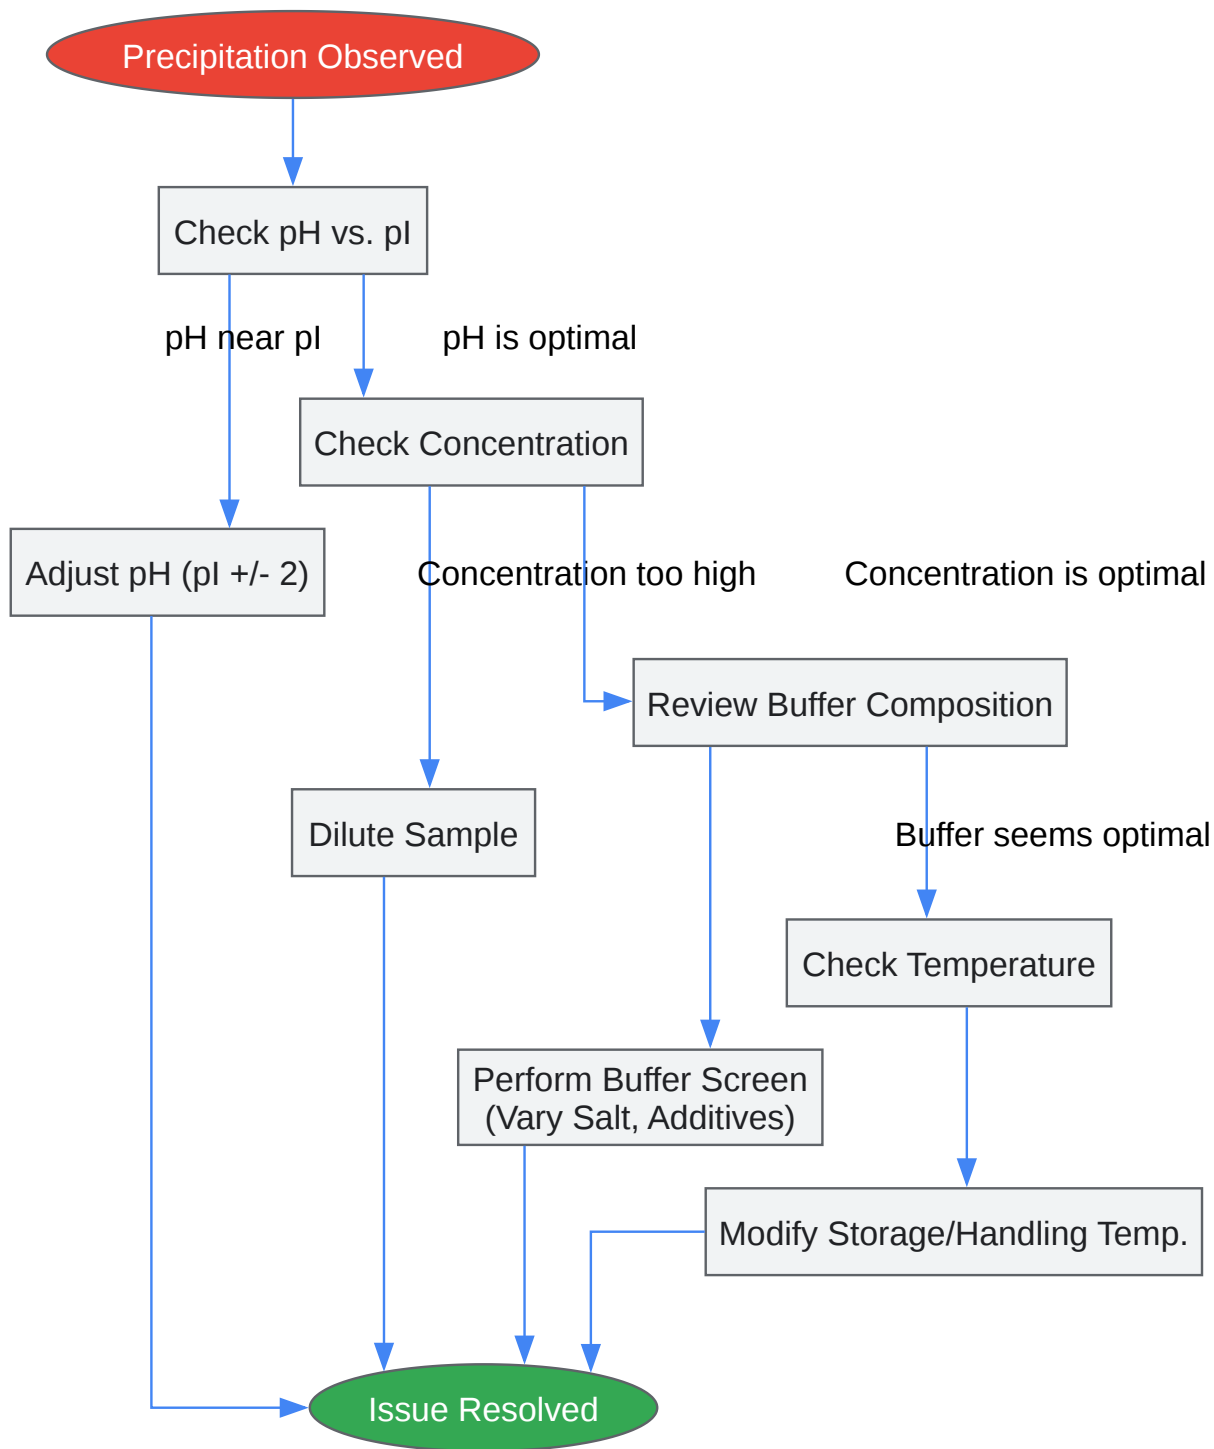 Precipitation Observed
Check pH vs. pI
pH near pI
pH is optimal
Check Concentration
Adjust pH (pI +/- 2)
Concentration too high
Concentration is optimal
Review Buffer Composition
Dilute Sample
Buffer seems optimal
Check Temperature
Perform Buffer Screen
(Vary Salt, Additives)
Modify Storage/Handling Temp.
Issue Resolved